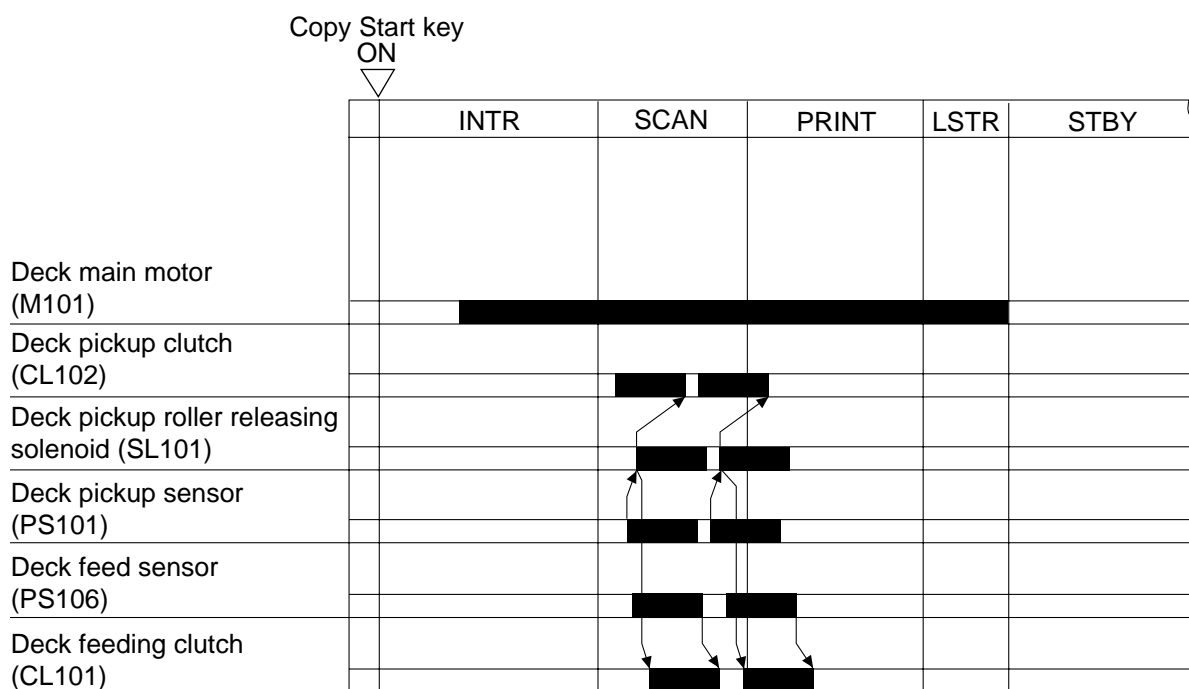 Copy Start key
ON
INTR SCAN PRINT LSTR STBY
Deck main motor
(M101)
Deck pickup clutch
(CL102)
Deck pickup roller releasing
solenoid (SL101)
Deck pickup sensor
(PS101)
Deck feed sensor
(PS106)
Deck feeding clutch
(CL101)